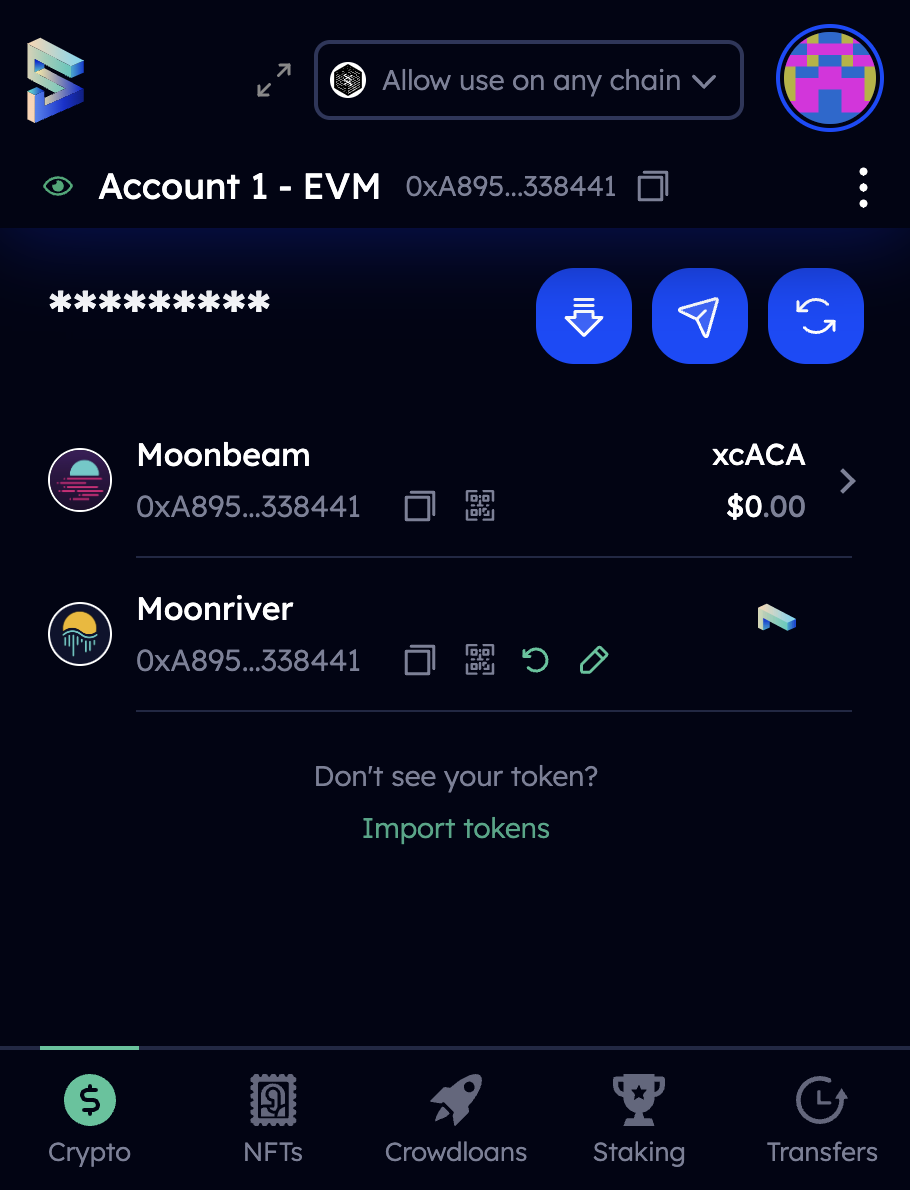 Allow use on any chain
Account 1 - EVM 0xA895...338441
*********
Moonbeam xcACA
0xA895...338441 $0.00
Moonriver
0xA895...338441
Don't see your token?
Import tokens
Crypto NFTs Crowdloans Staking Transfers